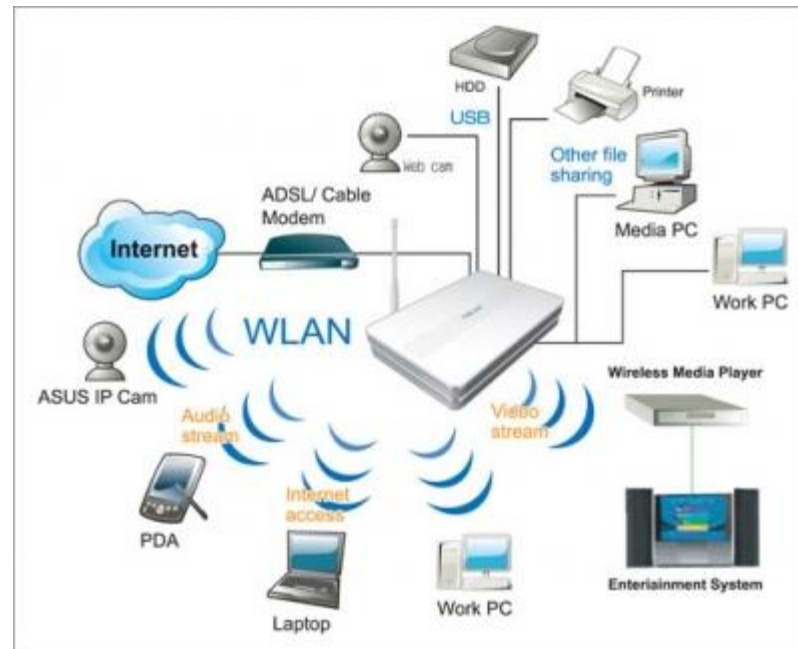 HDD
USB
Printer
Web cam
Other file
sharing
ADSL/ Cable
Modem
Internet
Media PC
Work PC
WLAN
ASUS IP Cam
Wireless Media Player
Audio
stream
Video
stream
Internet
access
PDA
Laptop
Work PC
Enteriainment System